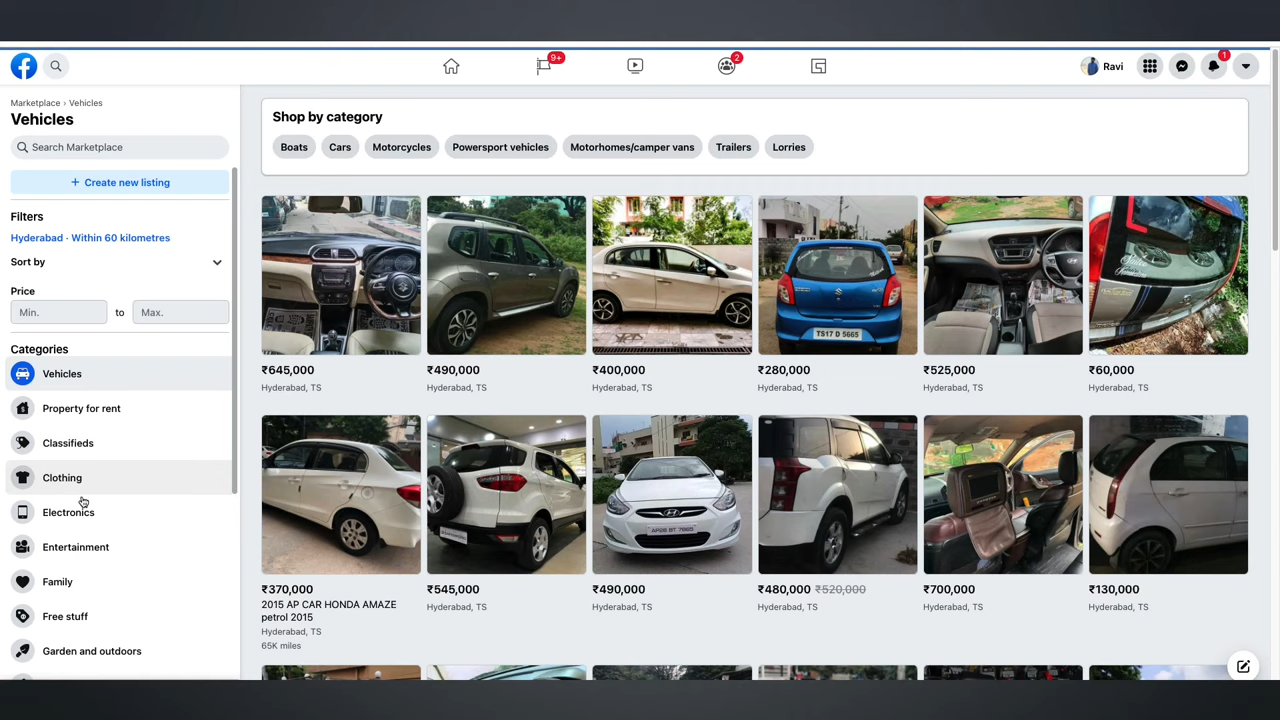 9+
2
Ravi
1
Marketplace › Vehicles
Vehicles
Search Marketplace
+ Create new listing
Filters
Hyderabad · Within 60 kilometres
Sort by
Price
Min.
to
Max.
Categories
Vehicles
Property for rent
Classifieds
Clothing
Electronics
Entertainment
Family
Free stuff
Garden and outdoors
Shop by category
Boats
Cars
Motorcycles
Powersport vehicles
Motorhomes/camper vans
Trailers
Lorries
TS17 D 5665
₹645,000
Hyderabad, TS
₹490,000
Hyderabad, TS
₹400,000
Hyderabad, TS
₹280,000
Hyderabad, TS
₹525,000
Hyderabad, TS
₹60,000
Hyderabad, TS
AP28 BT 7665
₹370,000
2015 AP CAR HONDA AMAZE
petrol 2015
Hyderabad, TS
65K miles
₹545,000
Hyderabad, TS
₹490,000
Hyderabad, TS
₹480,000 ₹520,000
Hyderabad, TS
₹700,000
Hyderabad, TS
₹130,000
Hyderabad, TS